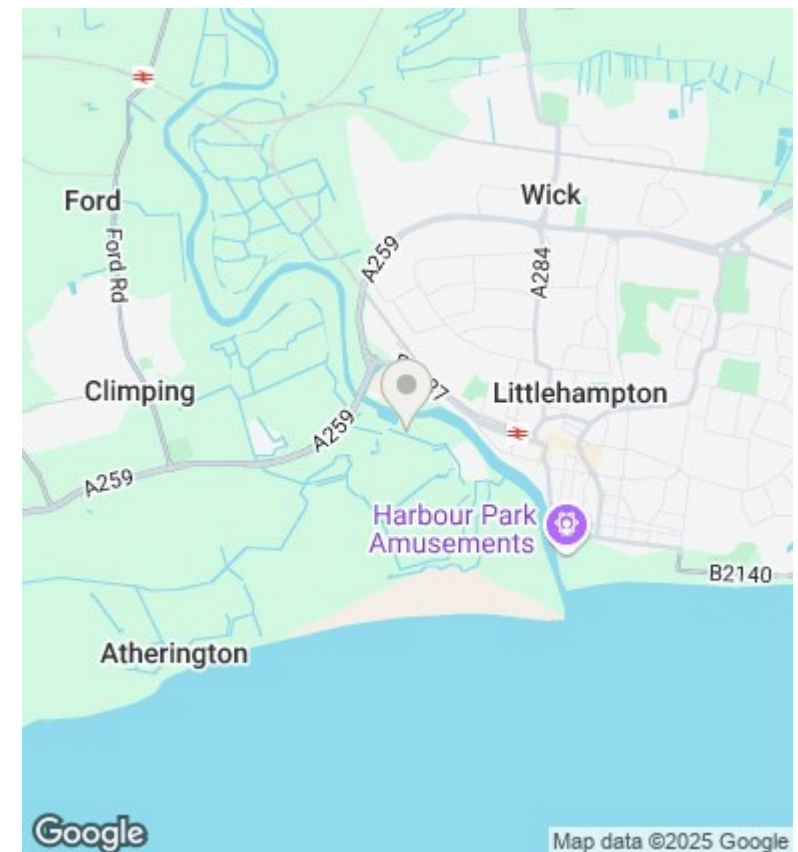 Ford
Ford Rd
Wick
A259
A284
Climping
Littlehampton
A259
A259
Harbour Park
Amusements
B2140
Atherington
Google
Map data ©2025 Google